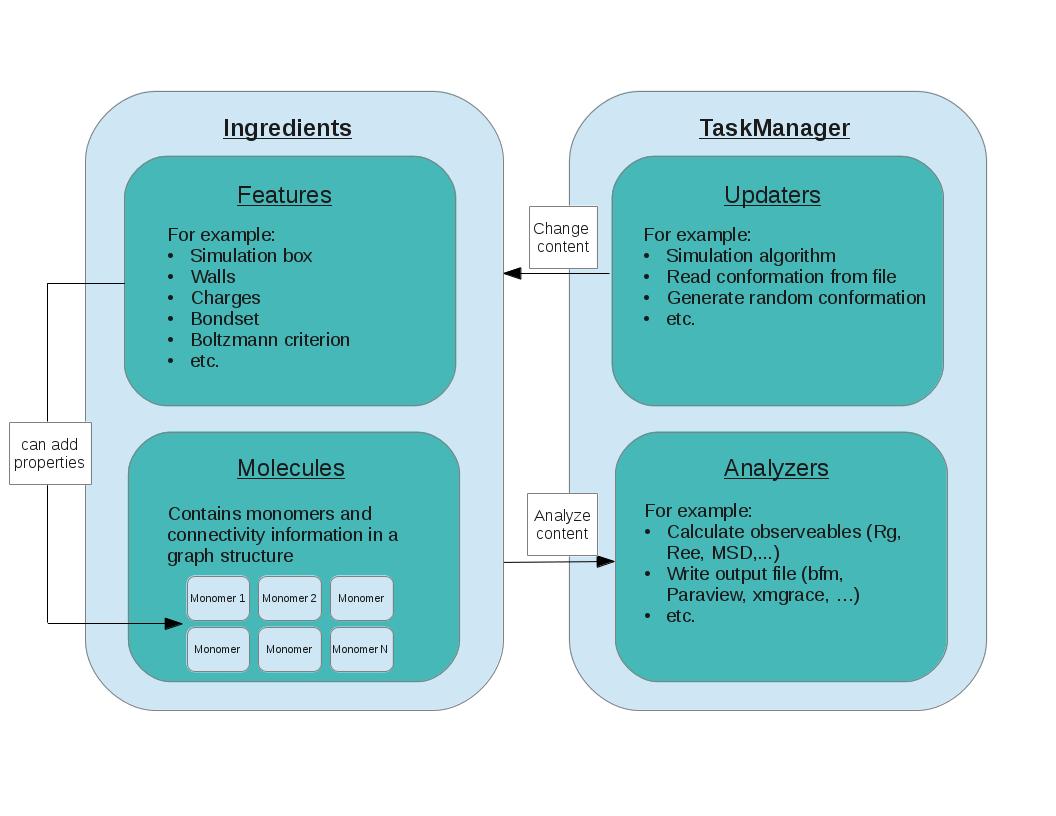 Ingredients
Features
For example:
• Simulation box
• Walls
• Charges
• Bondset
• Boltzmann criterion
• etc.
can add
properties
Molecules
Contains monomers and
connectivity information in a
graph structure
Monomer 1
Monomer 2
Monomer
Monomer
Monomer
Monomer N
Change
content
Analyze
content
TaskManager
Updaters
For example:
• Simulation algorithm
• Read conformation from file
• Generate random conformation
• etc.
Analyzers
For example:
• Calculate observeables (Rg,
Ree, MSD,...)
• Write output file (bfm,
Paraview, xmgrace, …)
• etc.